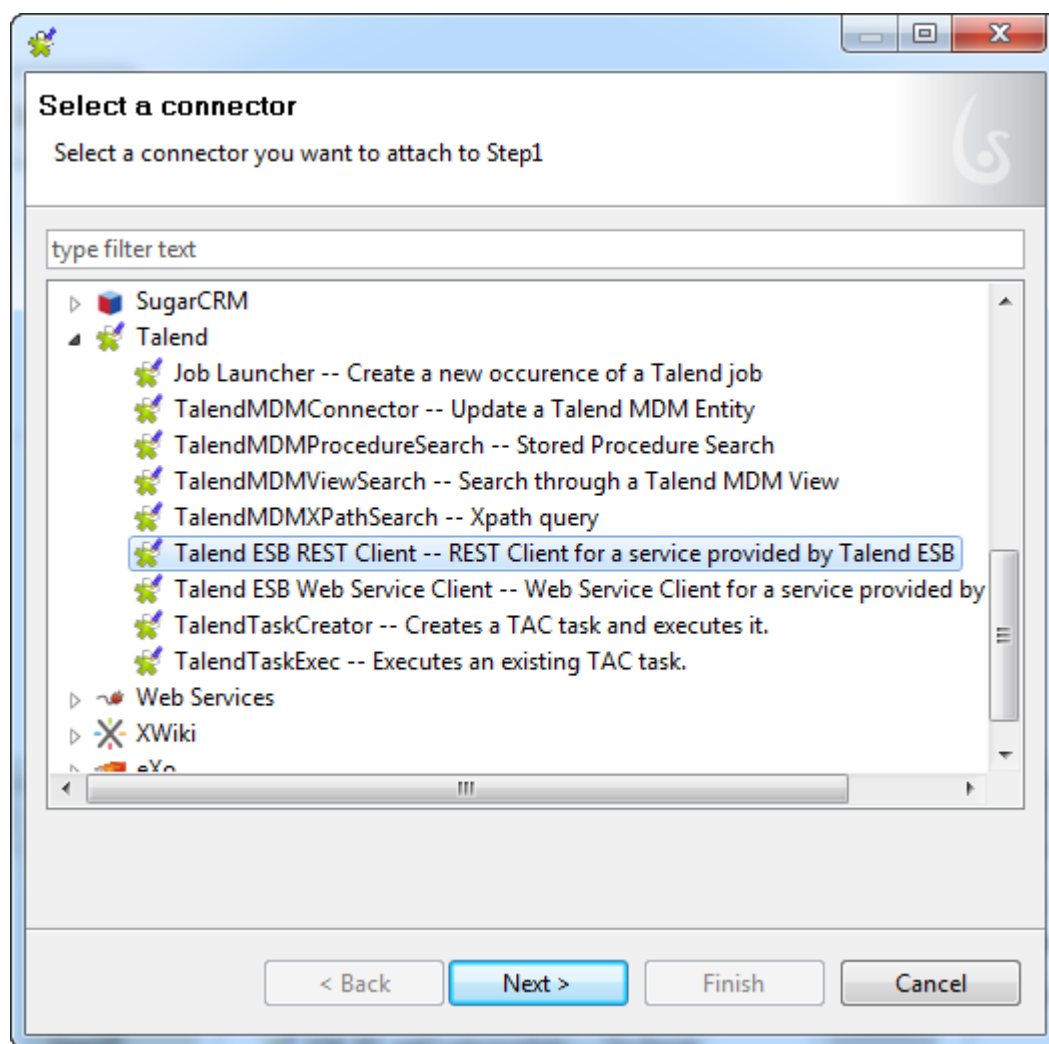 Select a connector
Select a connector you want to attach to Step1
type filter text
SugarCRM
Talend
Job Launcher -- Create a new occurence of a Talend job
TalendMDMConnector -- Update a Talend MDM Entity
TalendMDMProcedureSearch -- Stored Procedure Search
TalendMDMViewSearch -- Search through a Talend MDM View
TalendMDMXPathSearch -- Xpath query
Talend ESB REST Client -- REST Client for a service provided by Talend ESB
Talend ESB Web Service Client -- Web Service Client for a service provided by
TalendTaskCreator -- Creates a TAC task and executes it.
TalendTaskExec -- Executes an existing TAC task.
Web Services
XWiki
eXo
< Back Next > Finish Cancel